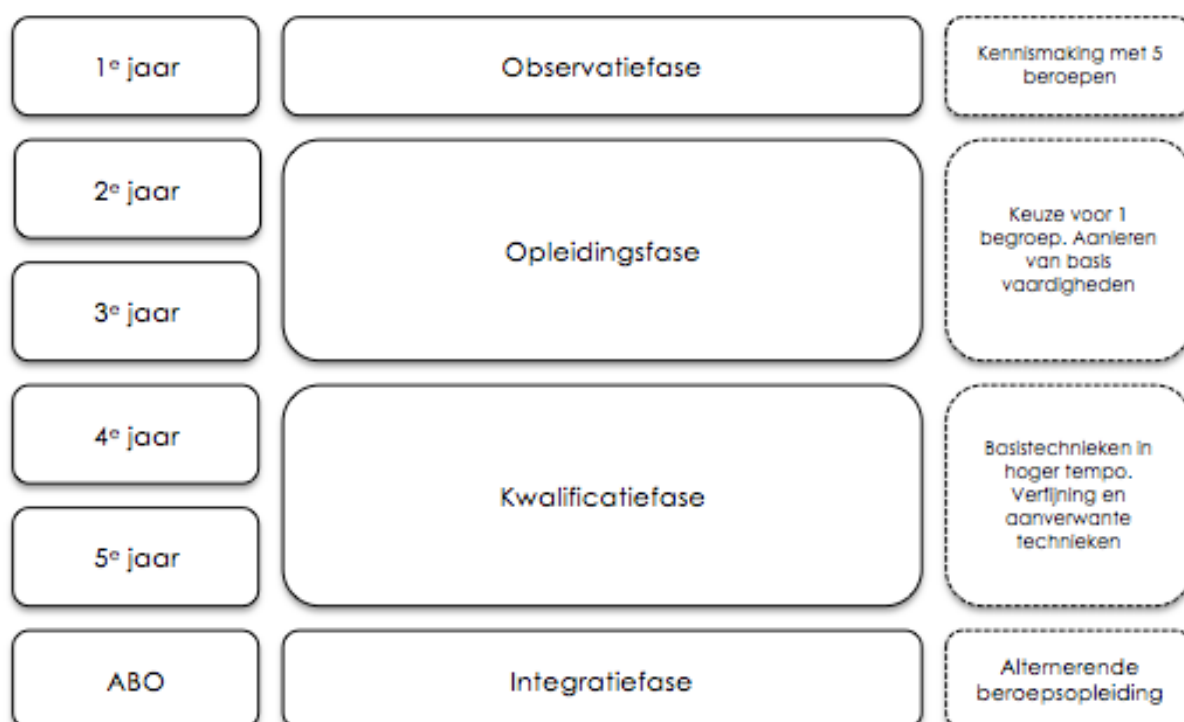 1e jaar
Observatiefase
Kennismaking met 5
beroepen
2e jaar
3e jaar
Opleidingsfase
Keuze voor 1
begroep. Aanleren
van basis
vaardigheden
4e jaar
5e jaar
Kwalificatiefase
Basistechnieken in
hoger tempo.
Verfijning en
aanverwante
technieken
ABO
Integratiefase
Alternerende
beroepsopleiding